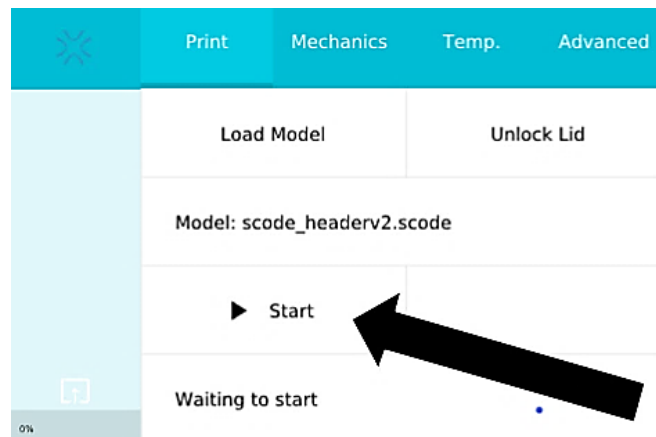 Print Mechanics Temp. Advanced
Load Model Unlock Lid
Model: scode_headerv2.scode
Start
Waiting to start
0%